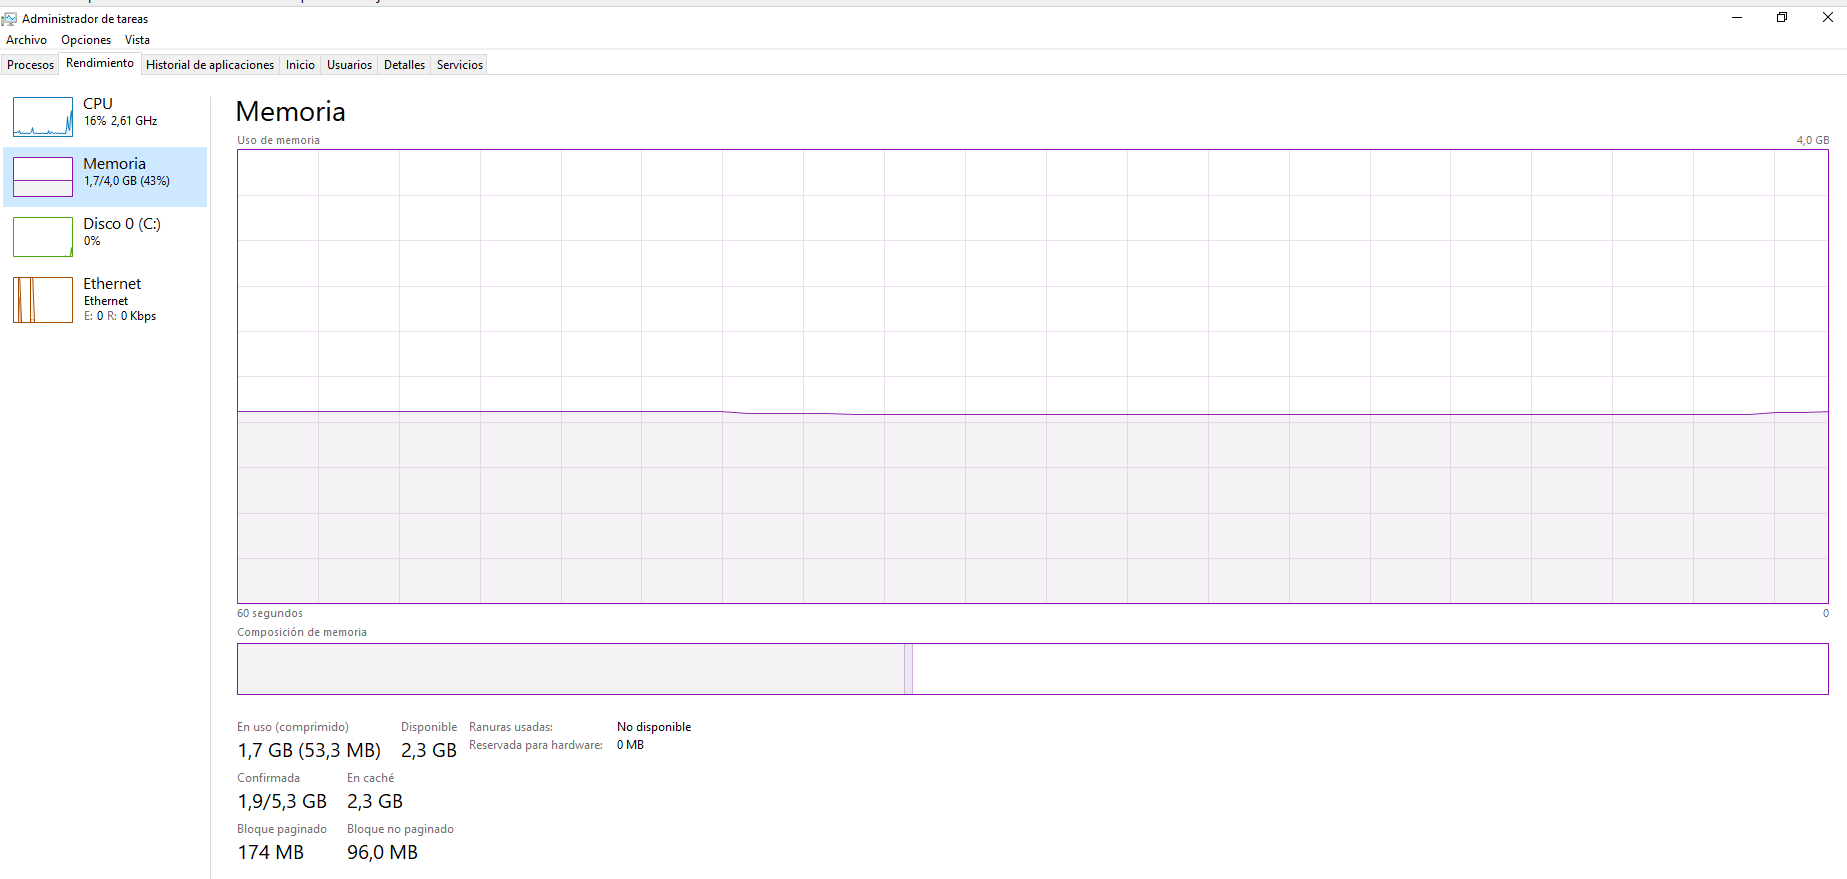 Administrador de tareas
Archivo Opciones Vista
Procesos Rendimiento Historial de aplicaciones Inicio Usuarios Detalles Servicios
CPU
16% 2,61 GHz
Memoria
1,7/4,0 GB (43%)
Disco 0 (C:)
0%
Ethernet
Ethernet
E: 0 R: 0 Kbps
Memoria
Uso de memoria 4,0 GB
60 segundos 0
Composición de memoria
En uso (comprimido) Disponible
1,7 GB (53,3 MB) 2,3 GB
Confirmada En caché
1,9/5,3 GB 2,3 GB
Bloque paginado Bloque no paginado
174 MB 96,0 MB
Ranuras usadas: No disponible
Reservada para hardware: 0 MB